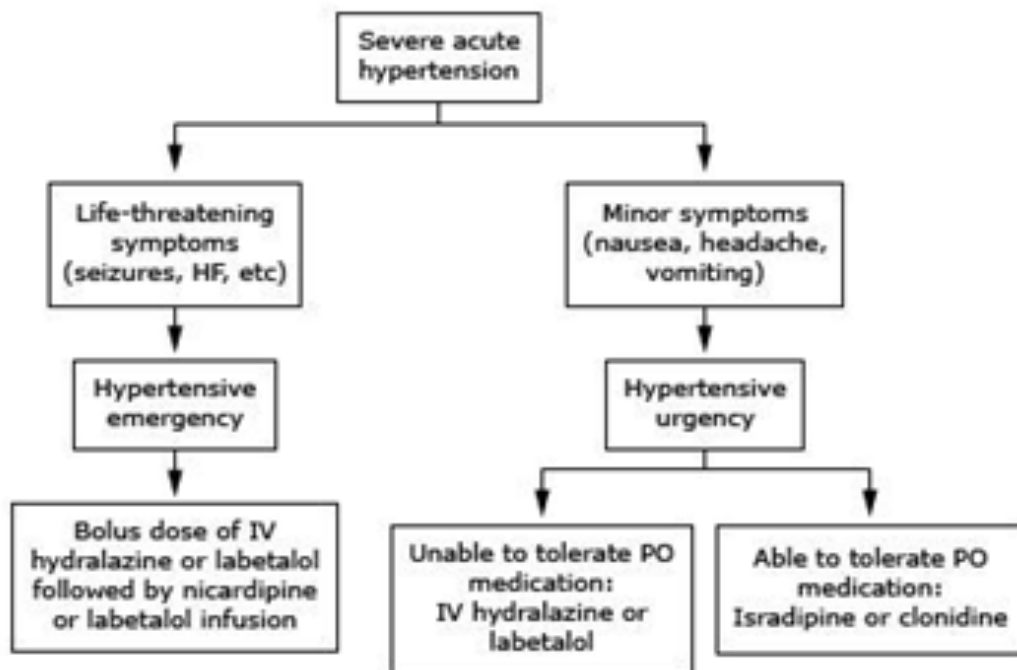 Severe acute
hypertension
Life-threatening
symptoms
(seizures, HF, etc)
Minor symptoms
(nausea, headache,
vomiting)
Hypertensive
emergency
Hypertensive
urgency
Bolus dose of IV
hydralazine or labetalol
followed by nicardipine
or labetalol infusion
Unable to tolerate PO
medication:
IV hydralazine or
labetalol
Able to tolerate PO
medication:
Isradipine or clonidine